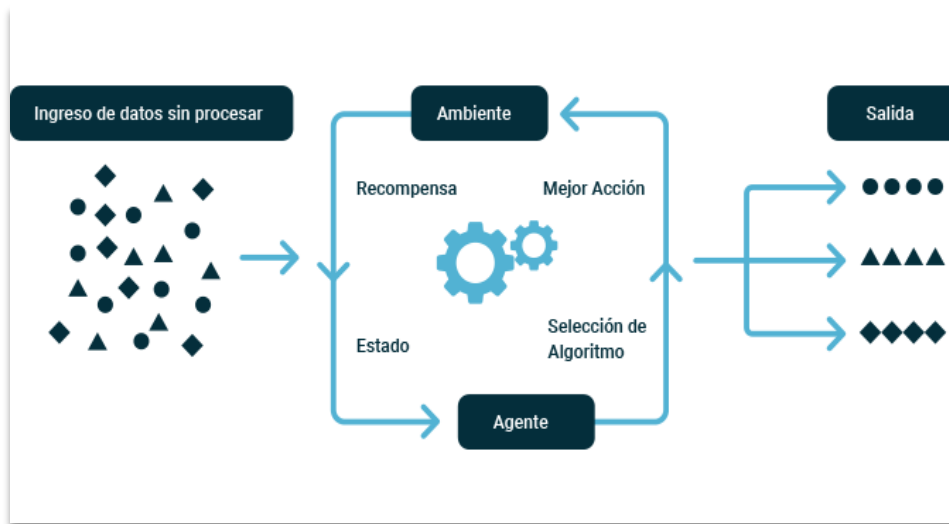 Ingreso de datos sin procesar
Ambiente
Salida
Recompensa
Mejor Acción
Estado
Selección de
Algoritmo
Agente